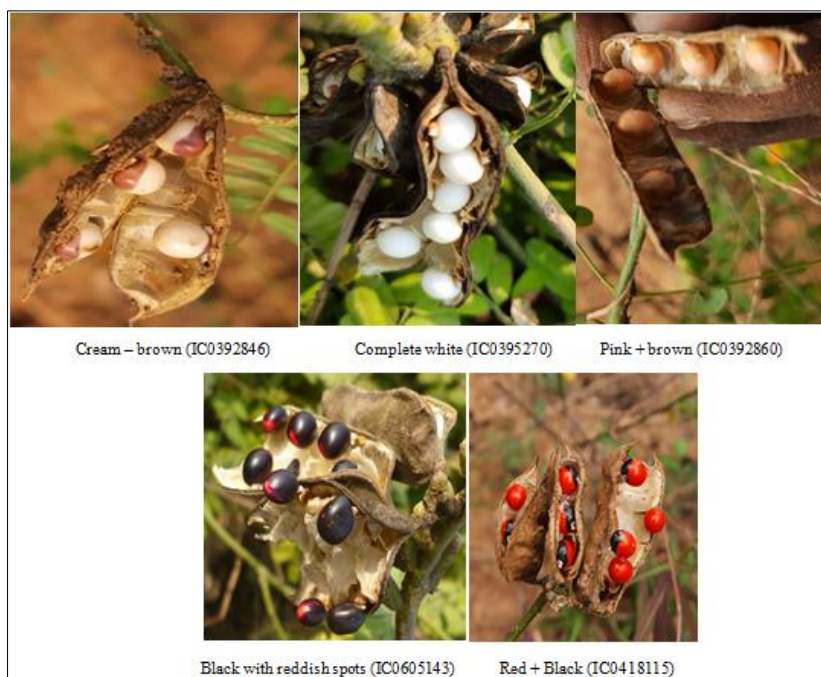 Cream – brown (IC0392846)
Complete white (IC0395270)
Pink + brown (IC0392860)
Black with reddish spots (IC0605143)
Red + Black (IC0418115)